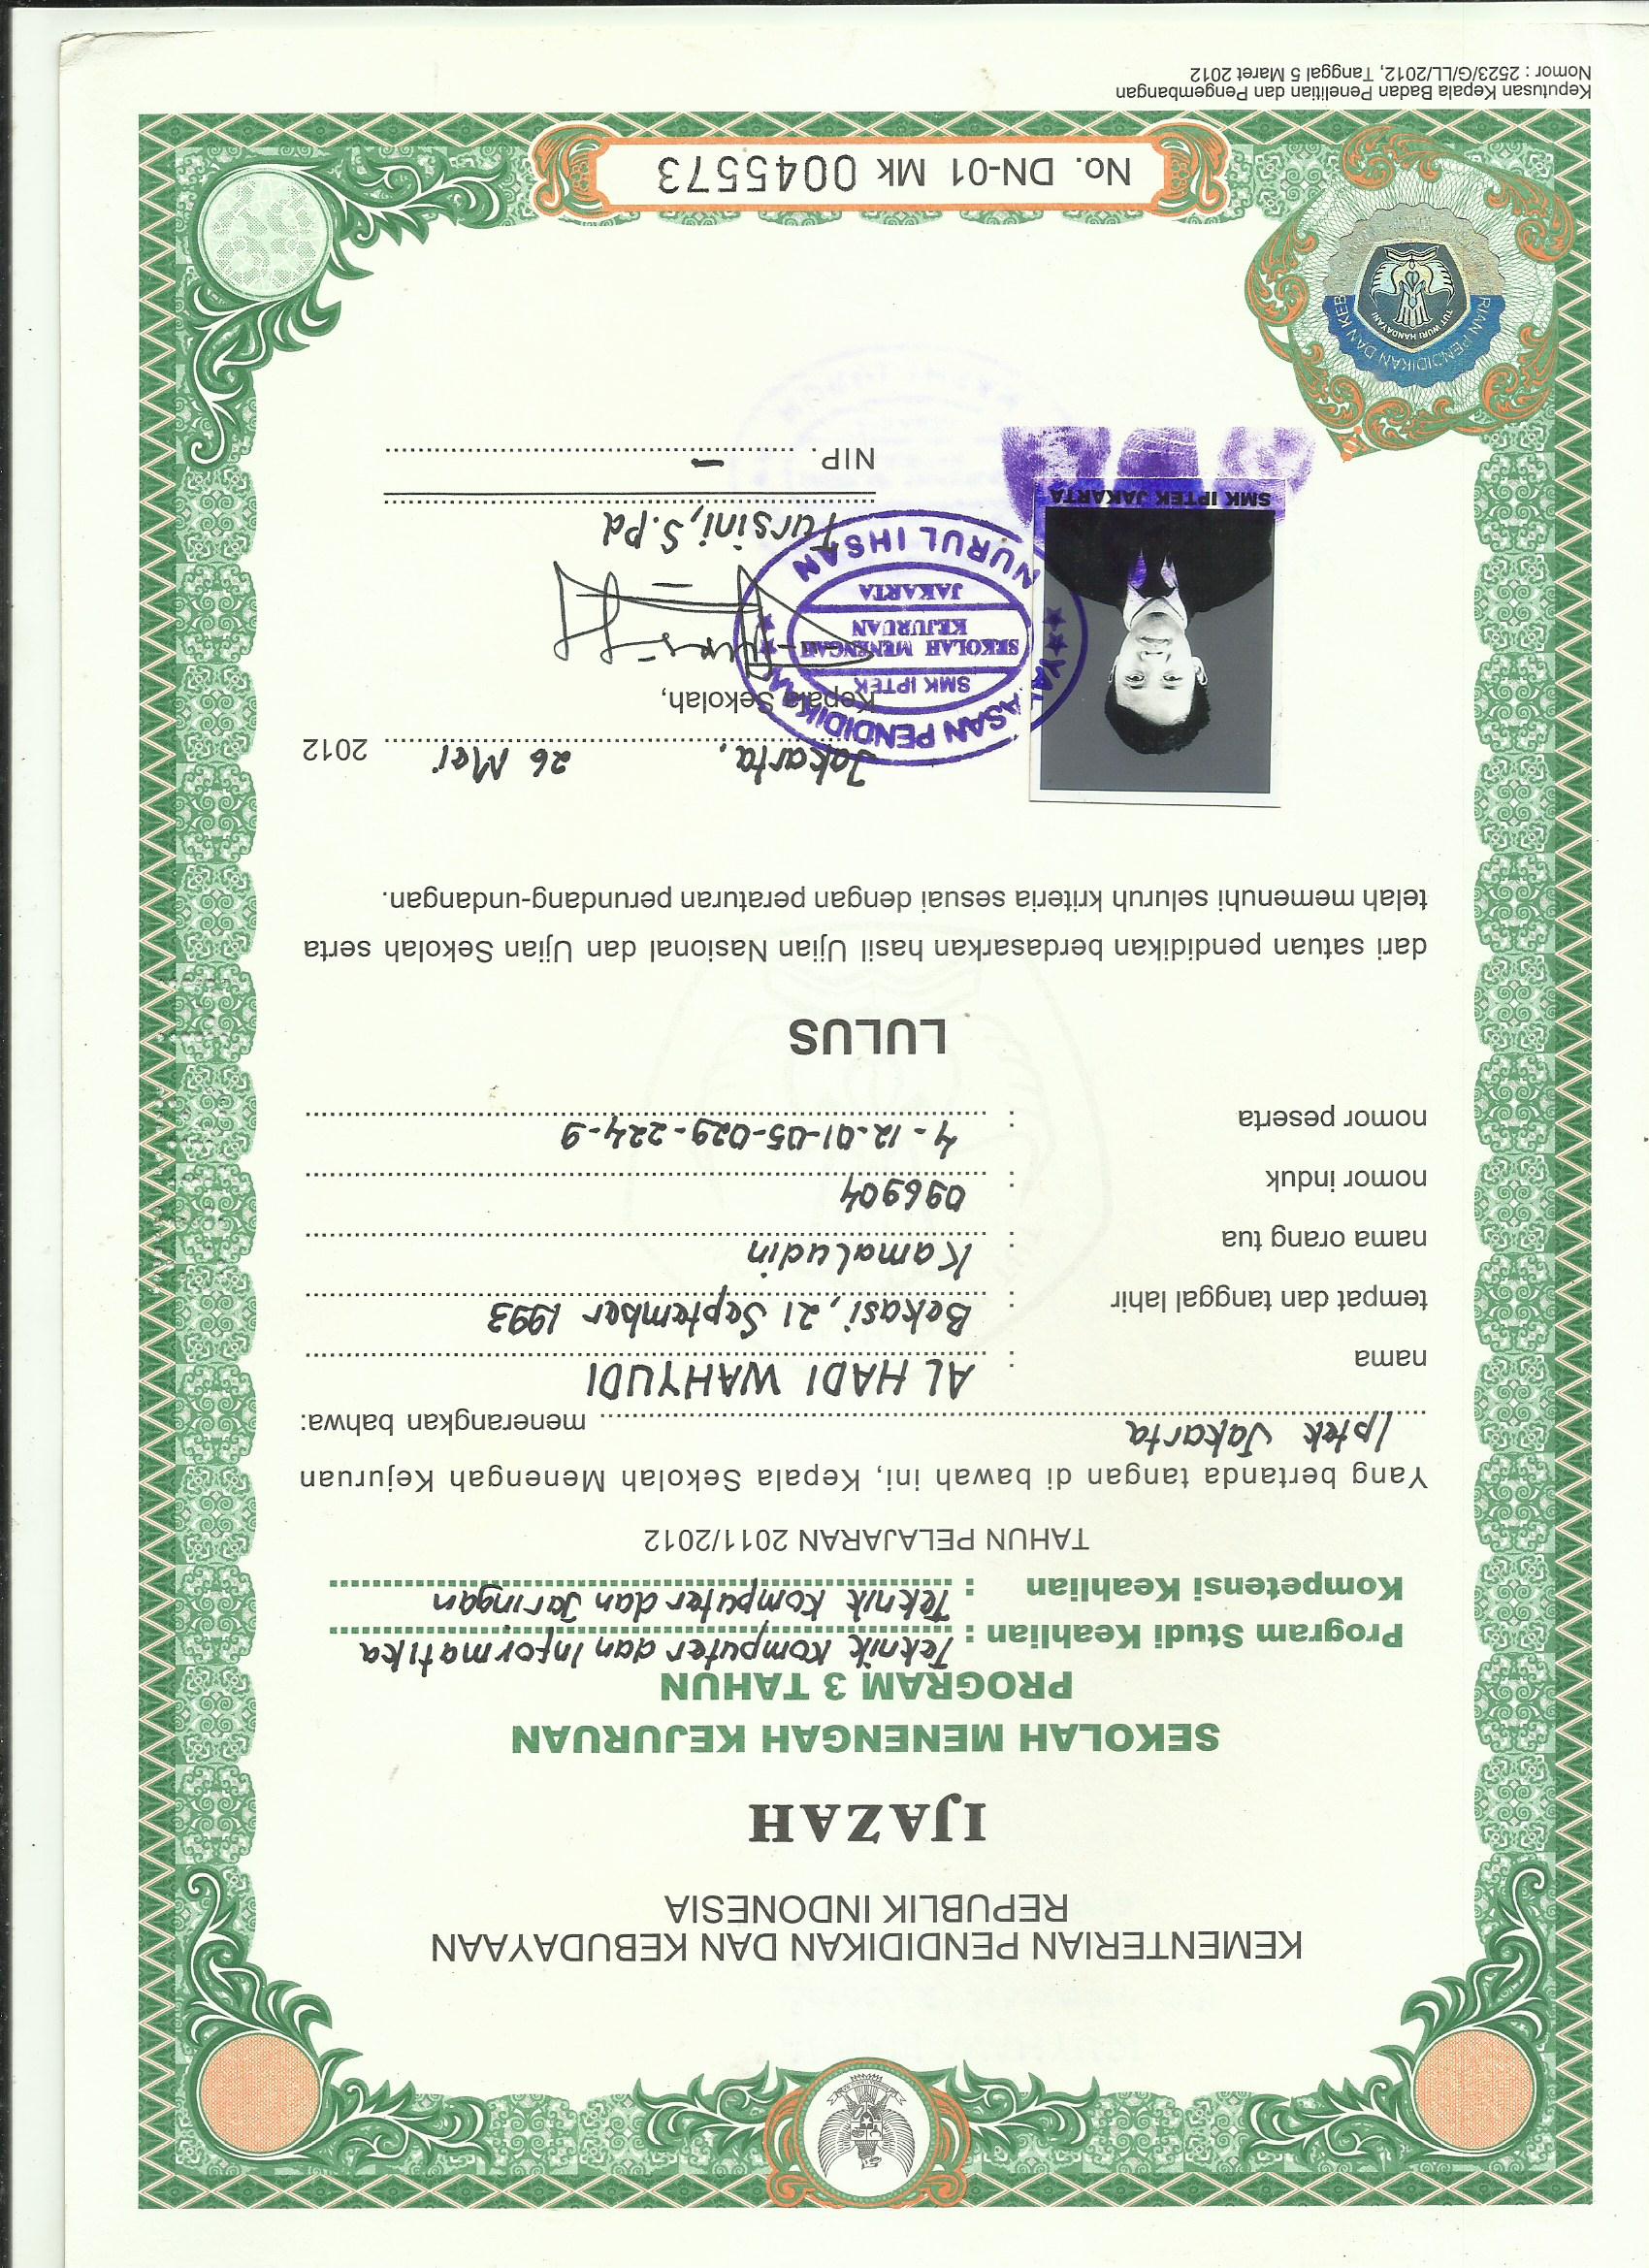 KEMENTERIAN PENDIDIKAN DAN KEBUDAYAAN
REPUBLIK INDONESIA
IJAZAH
SEKOLAH MENENGAH KEJURUAN
PROGRAM 3 TAHUN
Program Studi Keahlian : Teknik Komputer dan Informatika
Kompetensi Keahlian : Teknik Komputer dan Jaringan
TAHUN PELAJARAN 2011/2012
Yang bertanda tangan di bawah ini, Kepala Sekolah Menengah Kejuruan
Iptek Jakarta menerangkan bahwa:
nama : AL HADI WAHYUDI
tempat dan tanggal lahir : Bekasi, 21 September 1993
nama orang tua : Kamaludin
nomor induk : 096904
nomor peserta : 4-12-01-05-029-224-9
LULUS
dari satuan pendidikan berdasarkan hasil Ujian Nasional dan Ujian Sekolah serta
telah memenuhi seluruh kriteria sesuai dengan peraturan perundang-undangan.
Jakarta, 26 Mei 2012
Kepala Sekolah,
YAYASAN PENDIDIKAN
SMK IPTEK
SEKOLAH MENENGAH
KEJURUAN
JAKARTA
NURUL IHSAN
Tursini, S.Pd
NIP. -
SMK IPTEK JAKARTA
PENDIDIKAN DAN KEB
TUT WURI HANDAYANI
No. DN-01 Mk 0045573
Keputusan Kepala Badan Penelitian dan Pengembangan
Nomor : 2523/G/LL/2012, Tanggal 5 Maret 2012